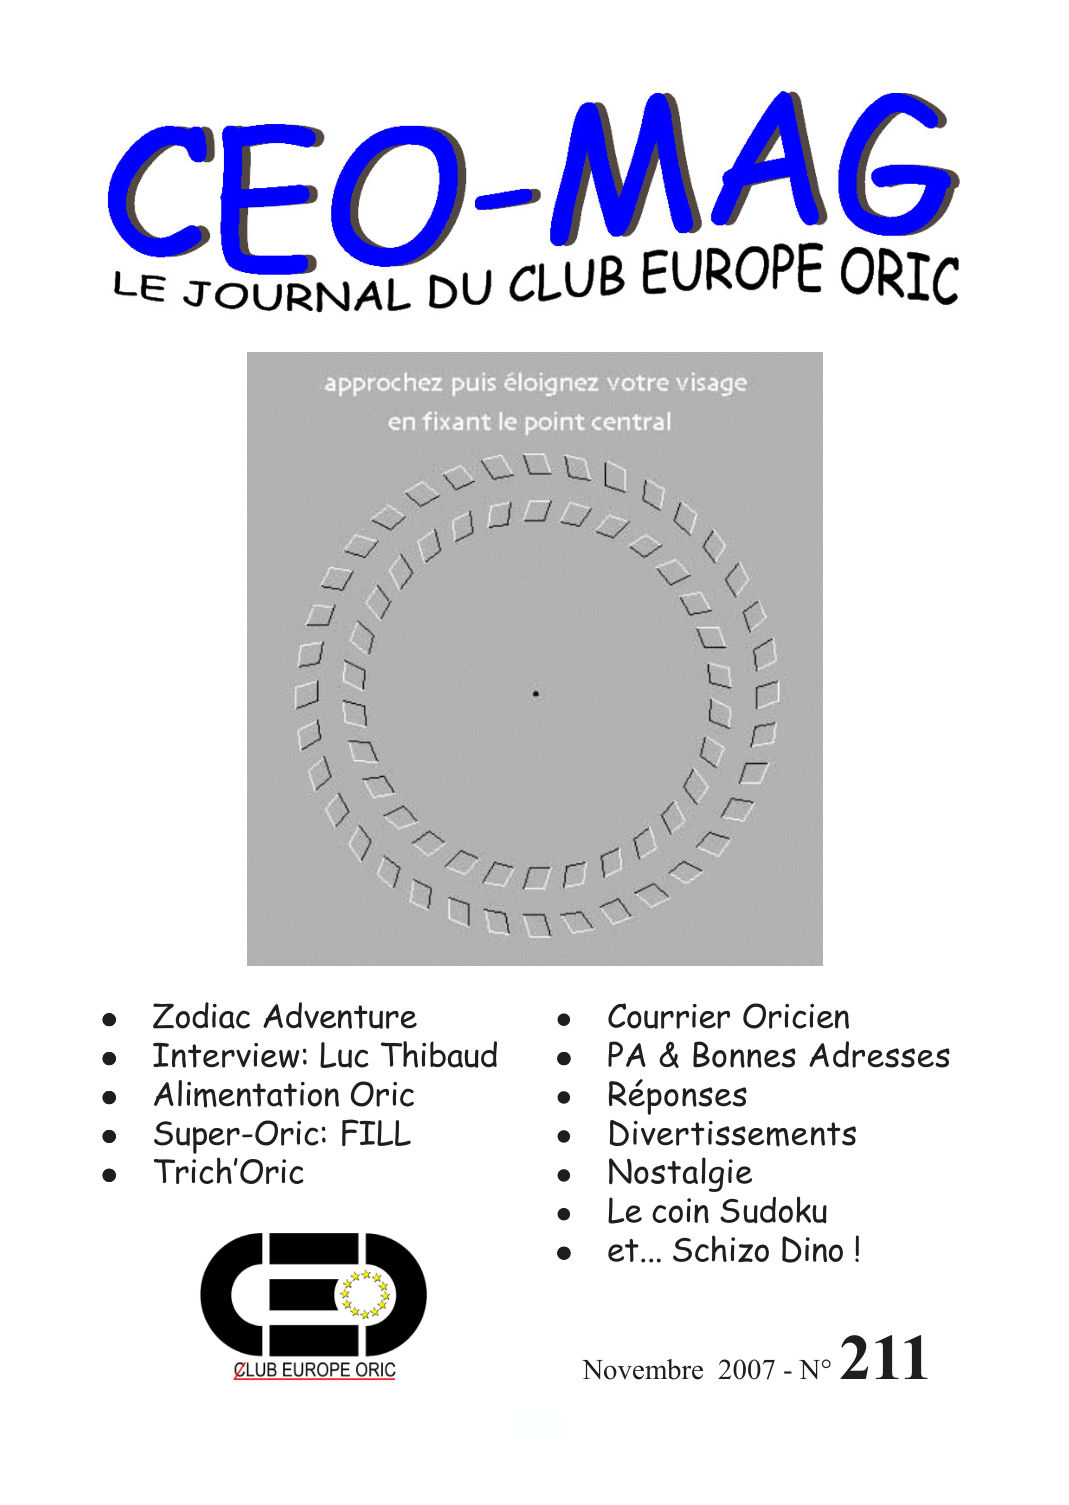 CEO-MAG
LE JOURNAL DU CLUB EUROPE ORIC
approchez puis éloignez votre visage
en fixant le point central
● Zodiac Adventure
● Interview: Luc Thibaud
● Alimentation Oric
● Super-Oric: FILL
● Trich'Oric
● Courrier Oricien
● PA & Bonnes Adresses
● Réponses
● Divertissements
● Nostalgie
● Le coin Sudoku
● et... Schizo Dino !
CEO
CLUB EUROPE ORIC
Novembre 2007 - N° 211